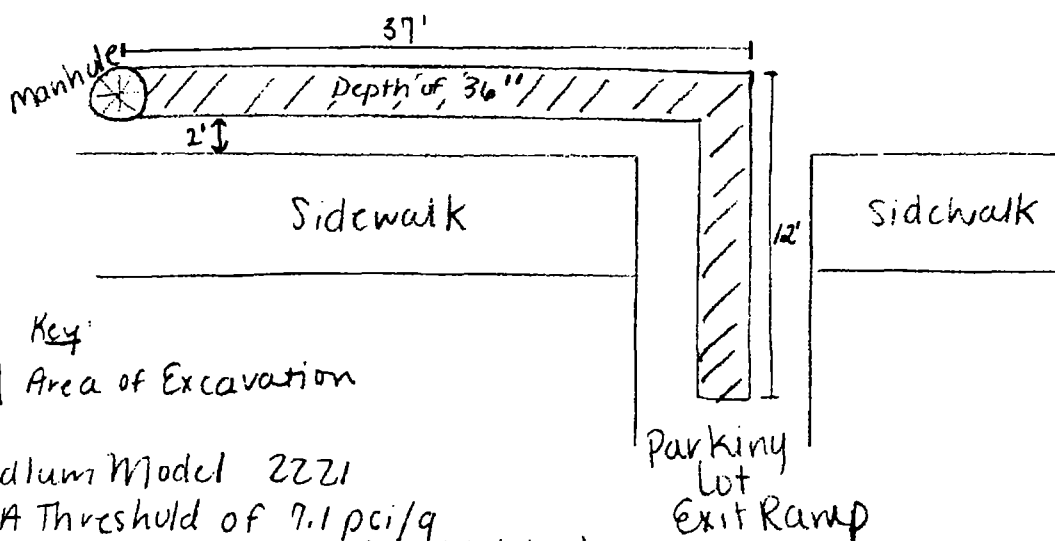 37'
Manhole
Depth of 36"
2'
Sidewalk
Sidewalk
12'
Key:
Area of Excavation
dlum Model 2221
A Threshold of 7.1 pci/g
Parking
Lot
Exit Ramp